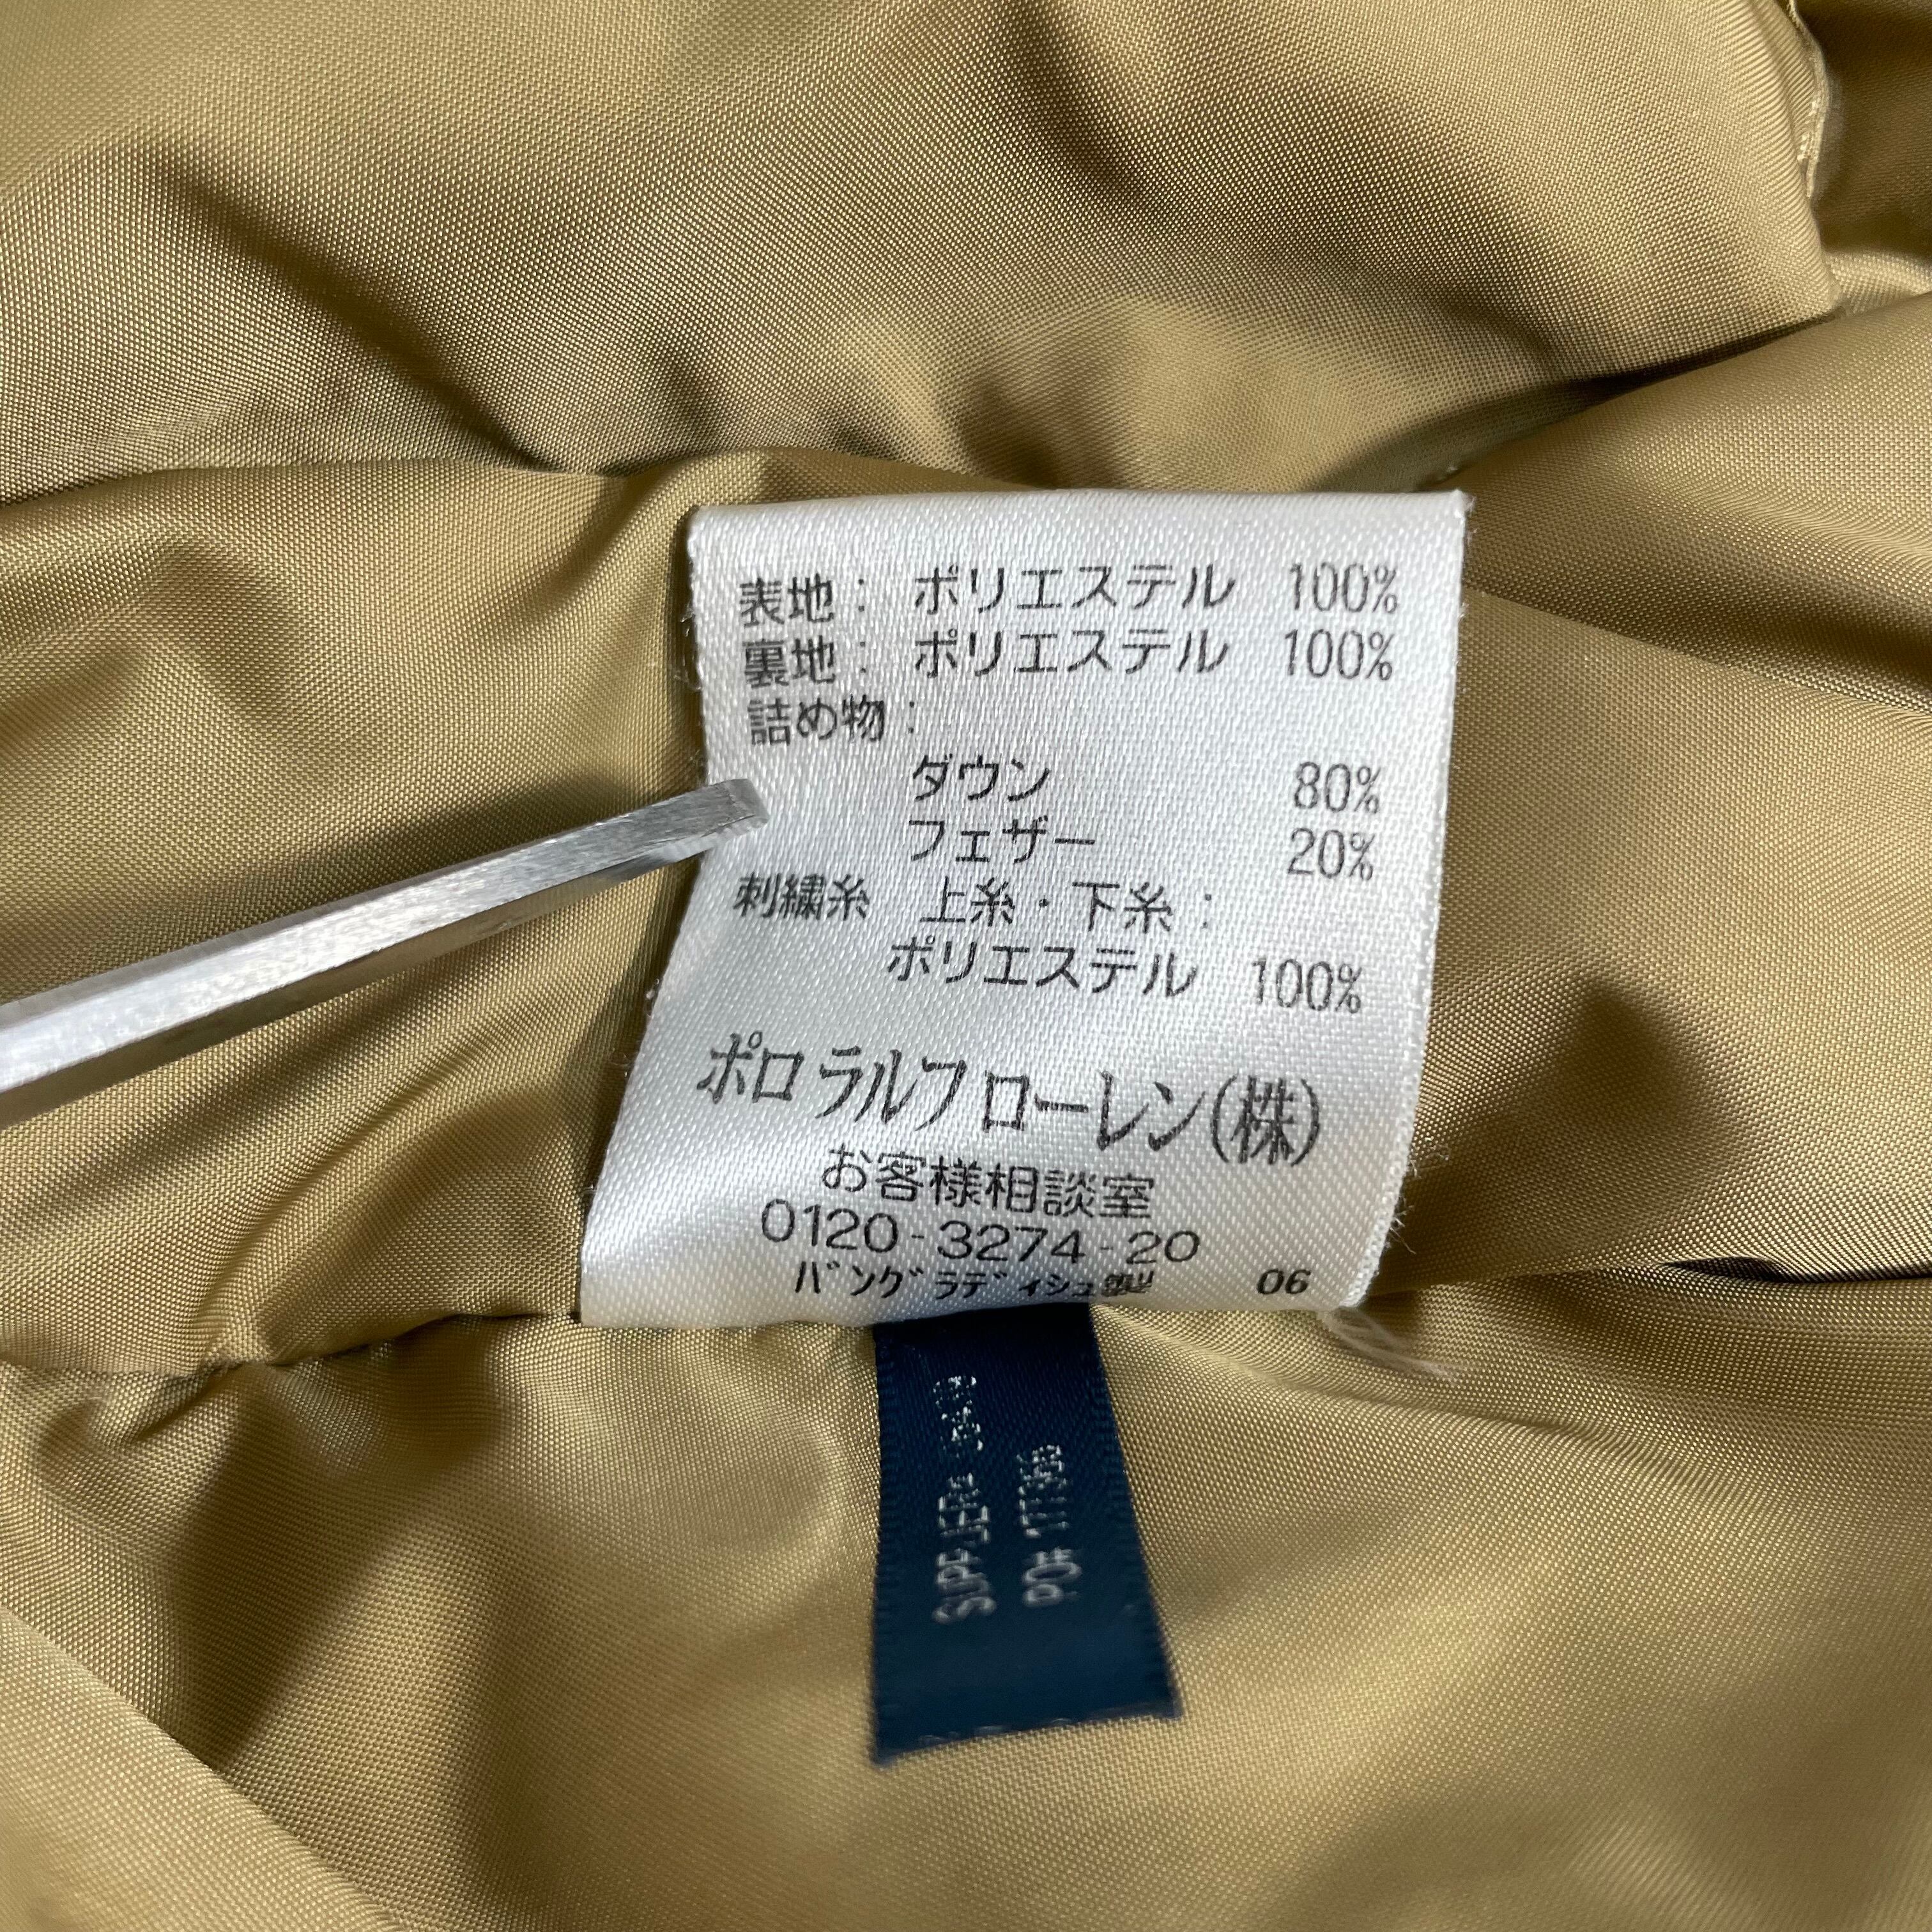 表地： ポリエステル 100%
裏地： ポリエステル 100%
詰め物：
ダウン 80%
フェザー 20%
刺繍糸 上糸・下糸：
ポリエステル 100%
ポロ ラルフ ローレン(株)
お客様相談室
0120-3274-20
バングラディシュ製 06
SUPPLIER#
PO#